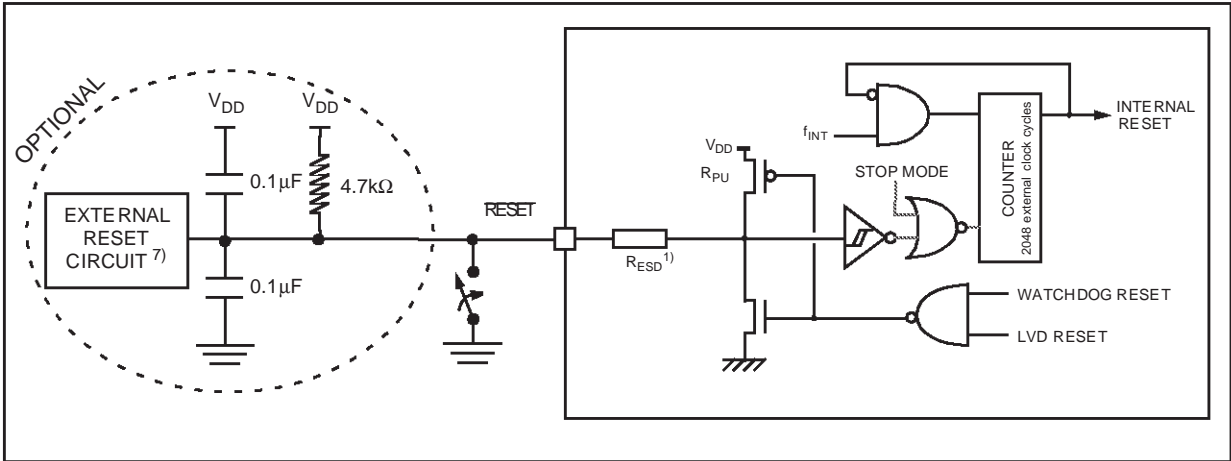 OPTIONAL
VDD
VDD
0.1µF
4.7kΩ
EXTERNAL
RESET
CIRCUIT 7)
0.1µF
RESET
RESD1)
VDD
RPU
fINT
STOP MODE
COUNTER
2048 external clock cycles
INTERNAL
RESET
WATCHDOG RESET
LVD RESET